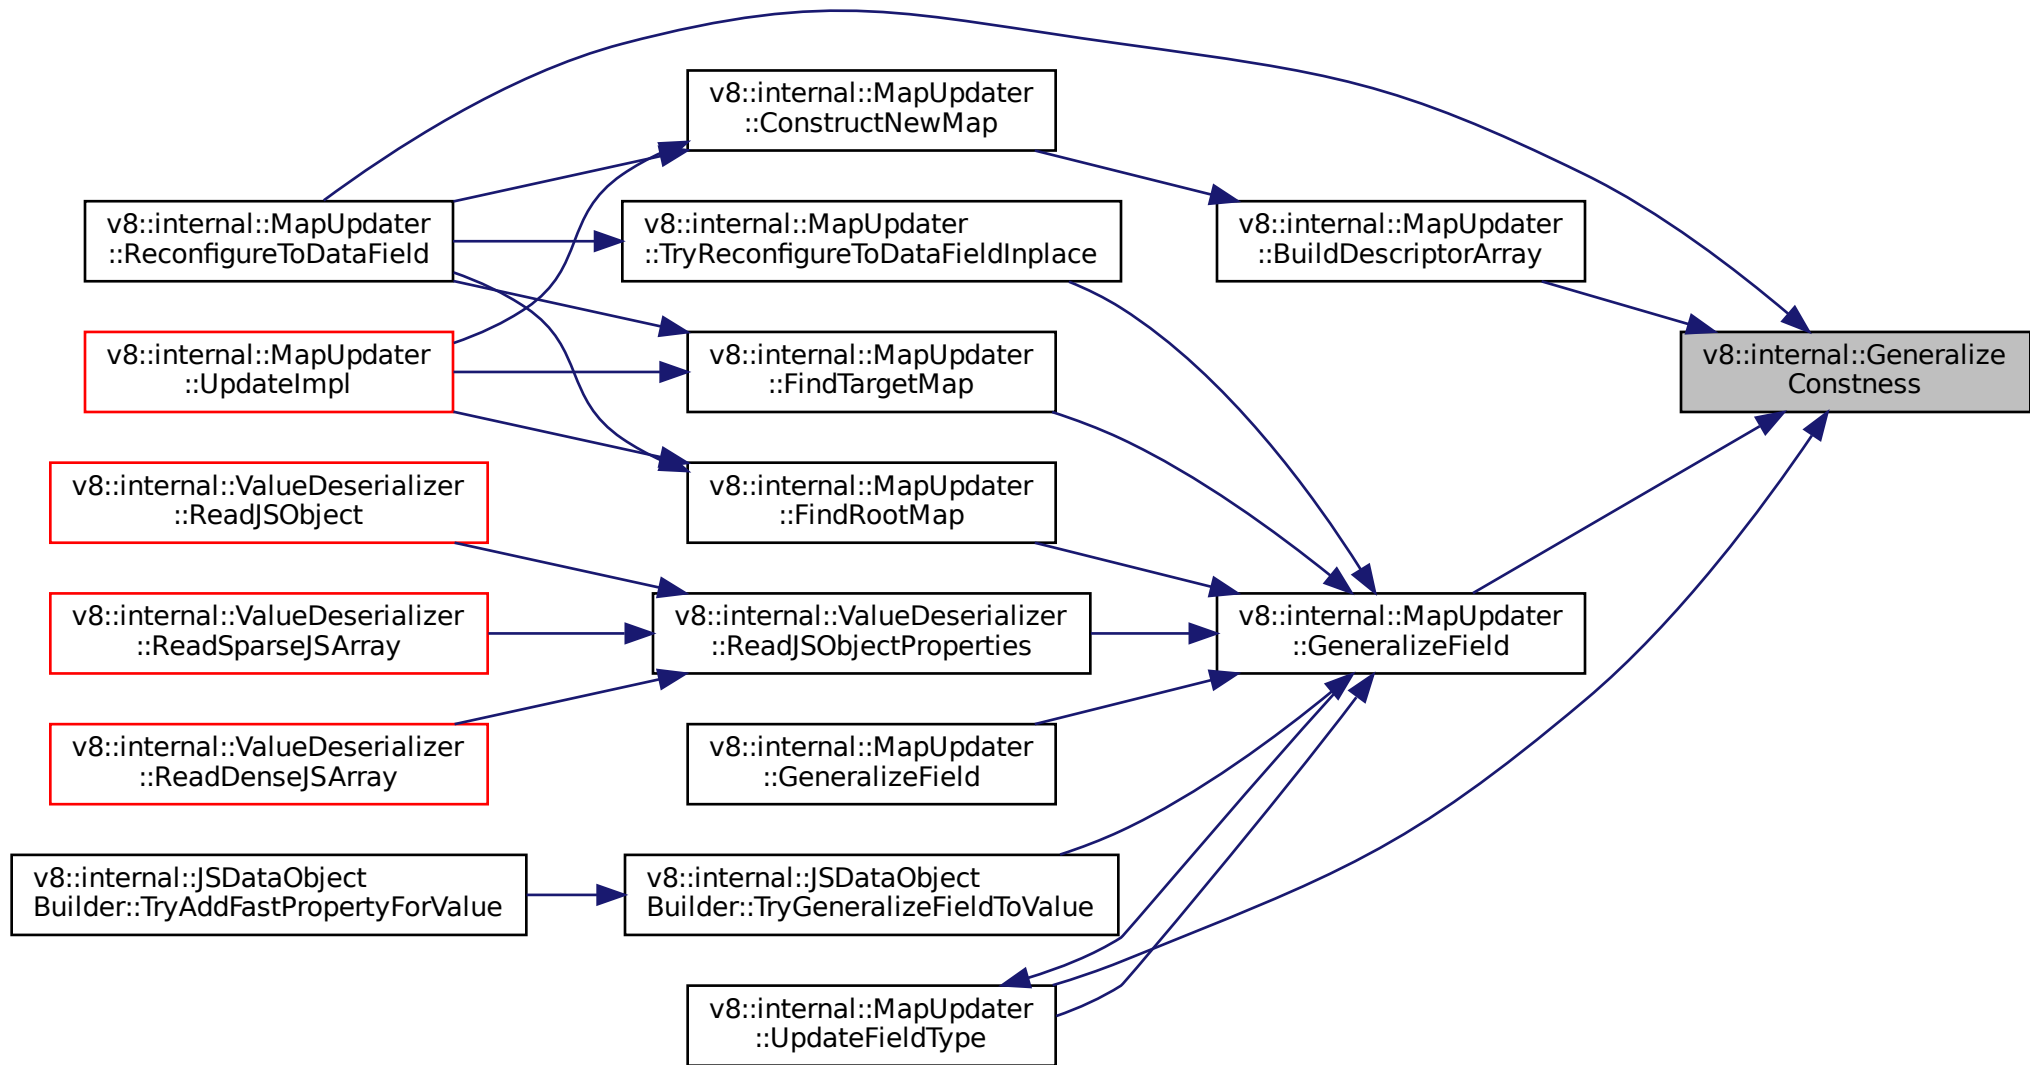 v8::internal::MapUpdater
::ConstructNewMap
v8::internal::MapUpdater
::ReconfigureToDataField
v8::internal::MapUpdater
::TryReconfigureToDataFieldInplace
v8::internal::MapUpdater
::BuildDescriptorArray
v8::internal::MapUpdater
::UpdateImpl
v8::internal::MapUpdater
::FindTargetMap
v8::internal::Generalize
Constness
v8::internal::ValueDeserializer
::ReadJSObject
v8::internal::MapUpdater
::FindRootMap
v8::internal::ValueDeserializer
::ReadSparseJSArray
v8::internal::ValueDeserializer
::ReadJSObjectProperties
v8::internal::MapUpdater
::GeneralizeField
v8::internal::ValueDeserializer
::ReadDenseJSArray
v8::internal::MapUpdater
::GeneralizeField
v8::internal::JSDataObject
Builder::TryAddFastPropertyForValue
v8::internal::JSDataObject
Builder::TryGeneralizeFieldToValue
v8::internal::MapUpdater
::UpdateFieldType